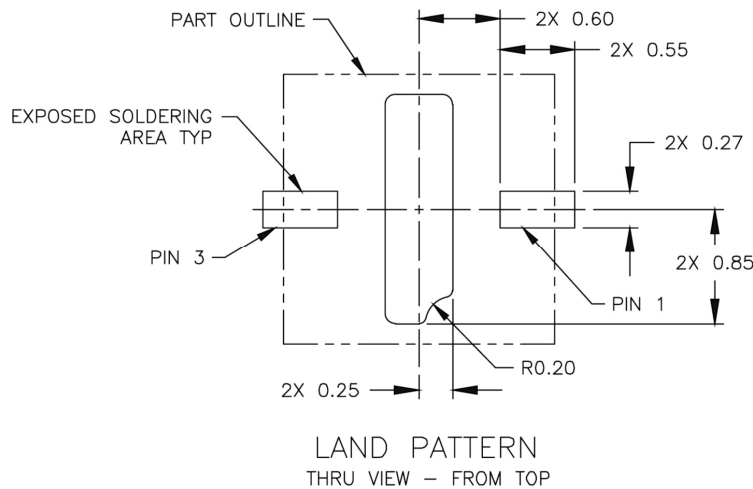 PART OUTLINE
2X 0.60
2X 0.55
EXPOSED SOLDERING
AREA TYP
2X 0.27
PIN 3
2X 0.85
PIN 1
R0.20
2X 0.25
LAND PATTERN
THRU VIEW – FROM TOP